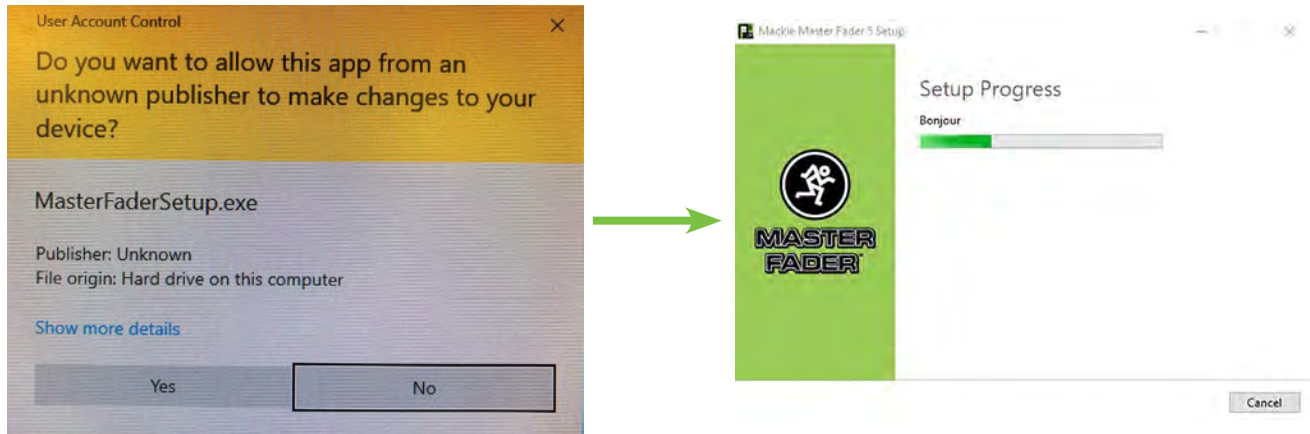 User Account Control
Do you want to allow this app from an
unknown publisher to make changes to your
device?
MasterFaderSetup.exe
Publisher: Unknown
File origin: Hard drive on this computer
Show more details
Yes
No
Mackie Master Fader 5 Setup
Setup Progress
Bonjour
MASTER
FADER
Cancel